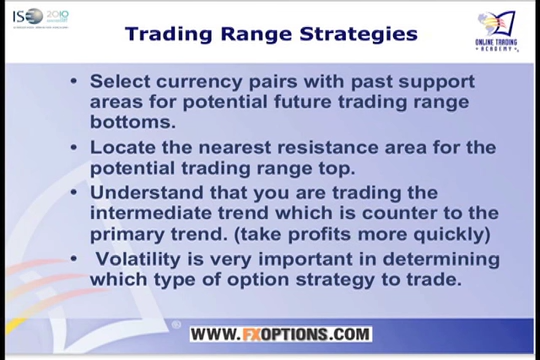 ISE 2010
Trading Range Strategies
ONLINE TRADING
ACADEMY
• Select currency pairs with past support
areas for potential future trading range
bottoms.
• Locate the nearest resistance area for the
potential trading range top.
• Understand that you are trading the
intermediate trend which is counter to the
primary trend. (take profits more quickly)
• Volatility is very important in determining
which type of option strategy to trade.
WWW.FXOPTIONS.COM